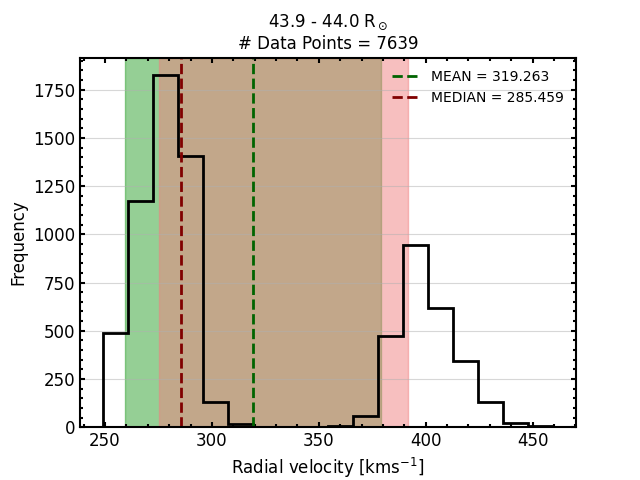 43.9 - 44.0 R⊙
# Data Points = 7639
MEAN = 319.263
MEDIAN = 285.459
Frequency
1750
1500
1250
1000
750
500
250
0
250 300 350 400 450
Radial velocity [kms⁻¹]